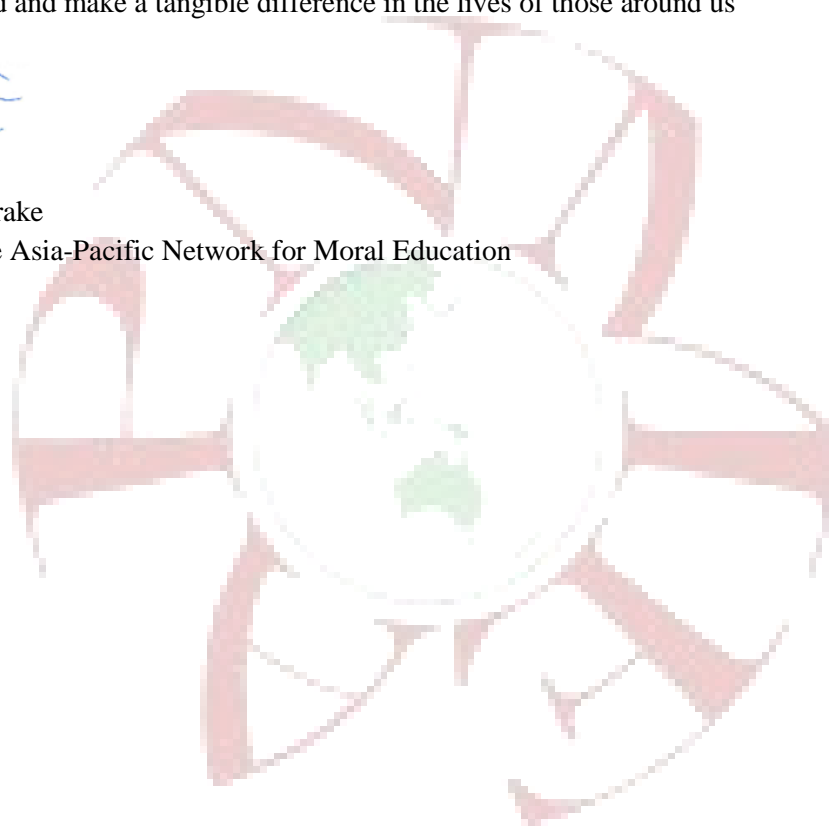 and make a tangible difference in the lives of those around us
rake
Asia-Pacific Network for Moral Education